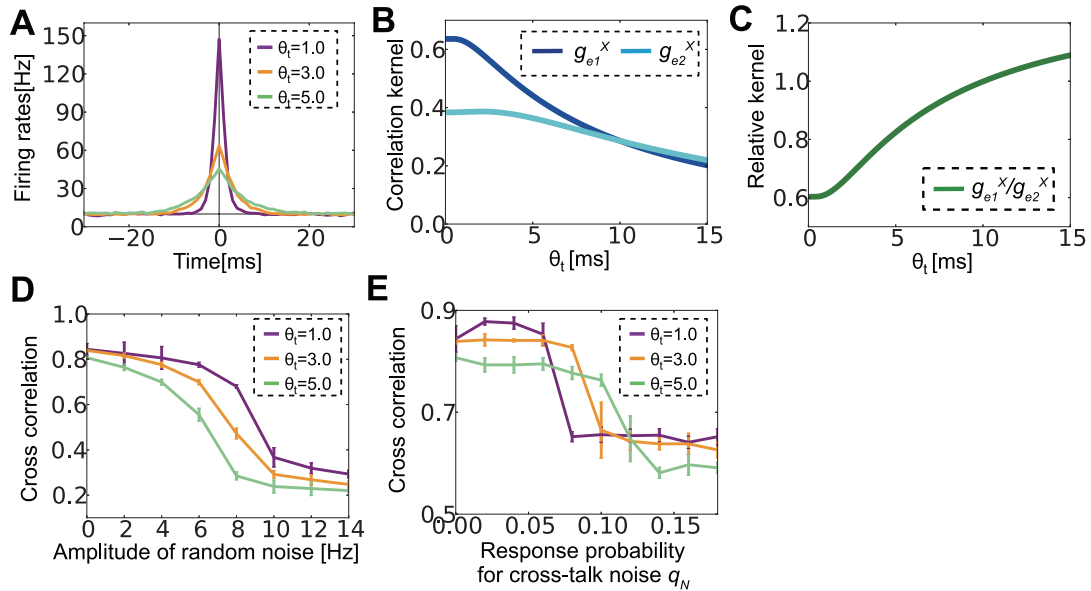 A
Firing rates[Hz]
150
120
90
60
30
0
−20
0
20
Time[ms]
θt=1.0
θt=3.0
θt=5.0
B
Correlation kernel
0.6
0.4
0.2
0
5
10
15
θt [ms]
ge1X ge2X
C
Relative kernel
1.2
1.0
0.8
0.6
0
5
10
15
θt [ms]
ge1X/ge2X
D
Cross correlation
1.0
0.8
0.6
0.4
0.2
0
2
4
6
8
10
12
14
Amplitude of random noise [Hz]
θt=1.0
θt=3.0
θt=5.0
E
Cross correlation
0.9
0.7
0.5
0.00
0.05
0.10
0.15
Response probability
for cross-talk noise qN
θt=1.0
θt=3.0
θt=5.0